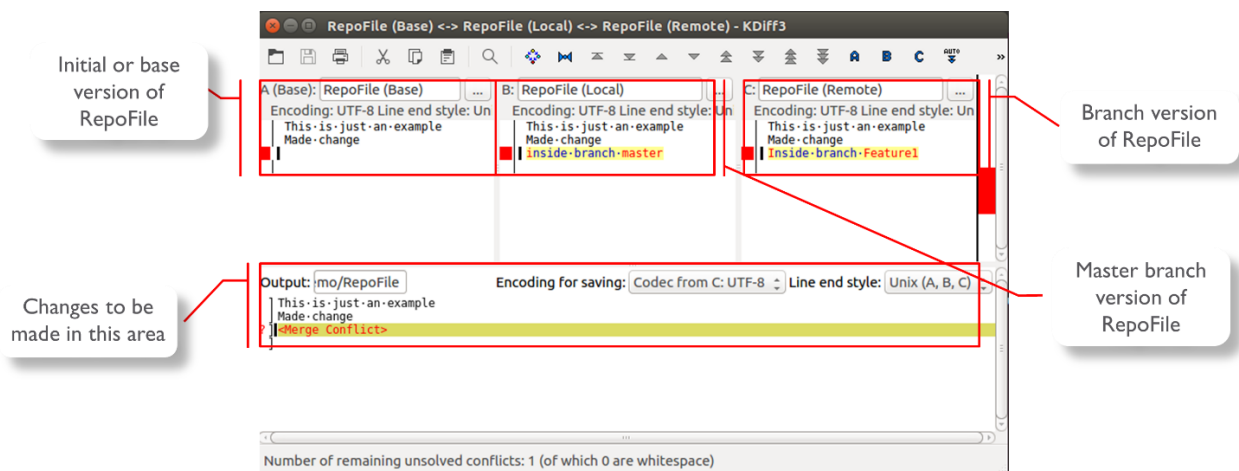 RepoFile (Base) <-> RepoFile (Local) <-> RepoFile (Remote) - KDiff3
A B C AUTO »
Initial or base
version of
RepoFile
A (Base): RepoFile (Base) ...
Encoding: UTF-8 Line end style: Un
This·is·just·an·example
Made·change
B: RepoFile (Local) ...
Encoding: UTF-8 Line end style: Un
This·is·just·an·example
Made·change
inside·branch·master
C: RepoFile (Remote) ...
Encoding: UTF-8 Line end style: Un
This·is·just·an·example
Made·change
Inside·branch·Feature1
Branch version
of RepoFile
Changes to be
made in this area
Output: mo/RepoFile Encoding for saving: Codec from C: UTF-8 Line end style: Unix (A, B, C)
This·is·just·an·example
Made·change
? <Merge Conflict>
Master branch
version of
RepoFile
Number of remaining unsolved conflicts: 1 (of which 0 are whitespace)